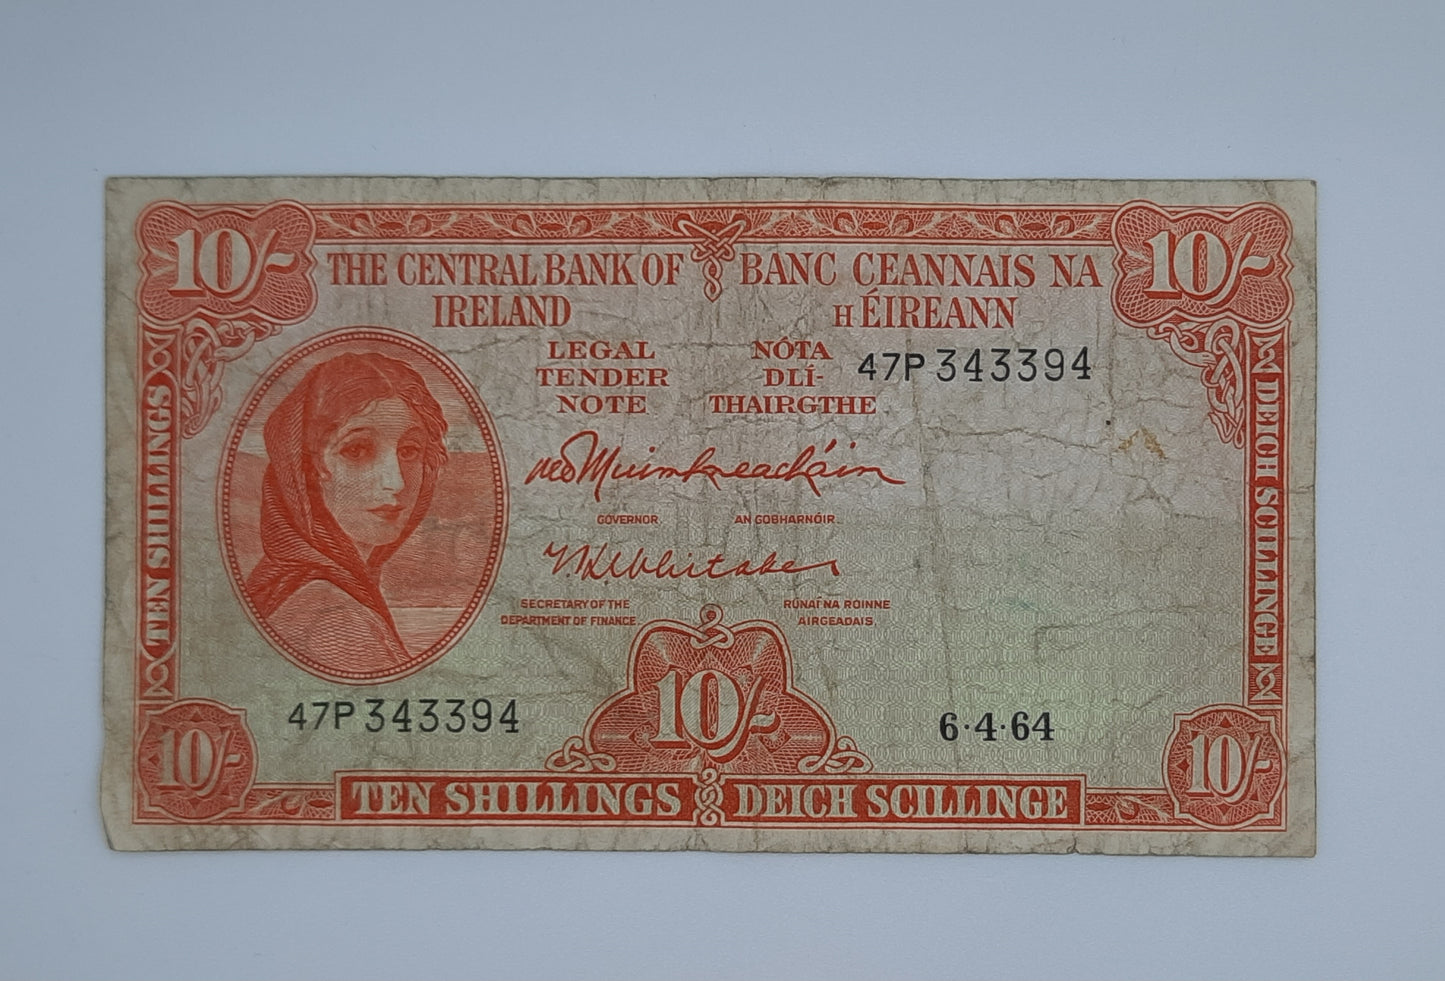 10/-
10/-
THE CENTRAL BANK OF
IRELAND
BANC CEANNAIS NA
hÉIREANN
LEGAL
TENDER
NOTE
NÓTA
DLÍ-
THAIRGTHE
47P 343394
TEN SHILLINGS
DEICH SCILLINGE
GOVERNOR
AN GOBHARNÓIR.
T.K. Whitaker
SECRETARY OF THE
DEPARTMENT OF FINANCE
RÚNAÍ NA ROINNE
AIRGEADAIS.
47P 343394
10/-
6·4·64
10/-
10/-
TEN SHILLINGS
DEICH SCILLINGE